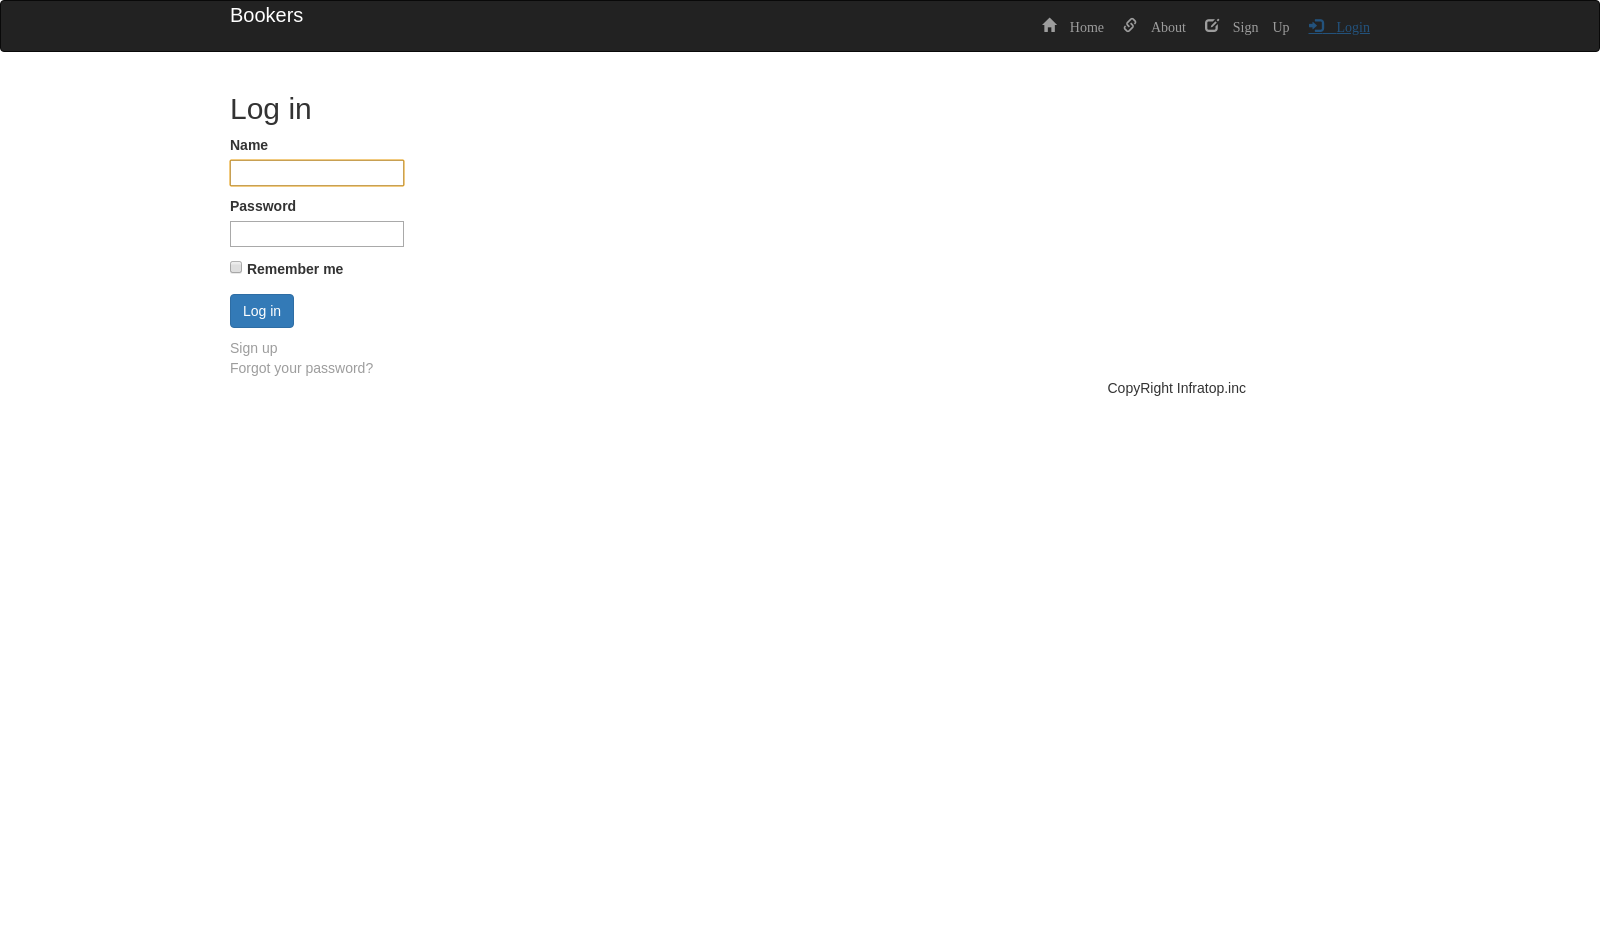 Bookers
Home About Sign Up Login
Log in
Name
Password
Remember me
Log in
Sign up
Forgot your password?
CopyRight Infratop.inc